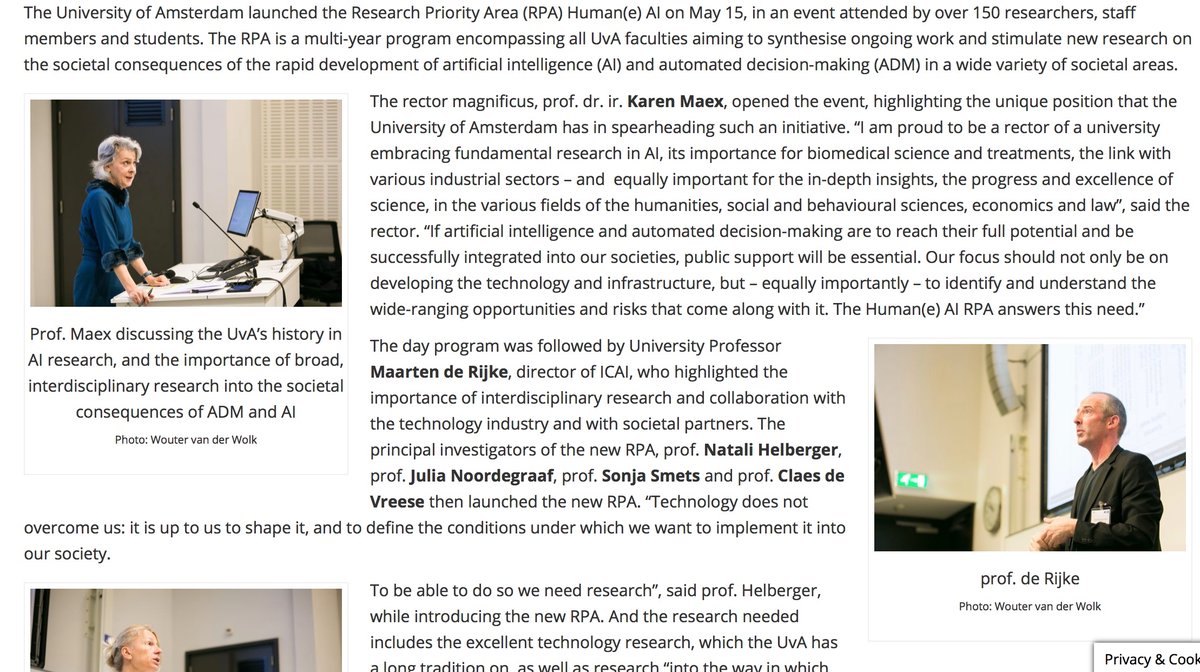 The University of Amsterdam launched the Research Priority Area (RPA) Human(e) AI on May 15, in an event attended by over 150 researchers, staff
members and students. The RPA is a multi-year program encompassing all UvA faculties aiming to synthesise ongoing work and stimulate new research on
the societal consequences of the rapid development of artificial intelligence (AI) and automated decision-making (ADM) in a wide variety of societal areas.
Prof. Maex discussing the UvA's history in
AI research, and the importance of broad,
interdisciplinary research into the societal
consequences of ADM and AI
Photo: Wouter van der Wolk
The rector magnificus, prof. dr. ir. Karen Maex, opened the event, highlighting the unique position that the
University of Amsterdam has in spearheading such an initiative. “I am proud to be a rector of a university
embracing fundamental research in AI, its importance for biomedical science and treatments, the link with
various industrial sectors – and equally important for the in-depth insights, the progress and excellence of
science, in the various fields of the humanities, social and behavioural sciences, economics and law”, said the
rector. “If artificial intelligence and automated decision-making are to reach their full potential and be
successfully integrated into our societies, public support will be essential. Our focus should not only be on
developing the technology and infrastructure, but – equally importantly – to identify and understand the
wide-ranging opportunities and risks that come along with it. The Human(e) AI RPA answers this need.”
The day program was followed by University Professor
Maarten de Rijke, director of ICAI, who highlighted the
importance of interdisciplinary research and collaboration with
the technology industry and with societal partners. The
principal investigators of the new RPA, prof. Natali Helberger,
prof. Julia Noordegraaf, prof. Sonja Smets and prof. Claes de
Vreese then launched the new RPA. “Technology does not
overcome us: it is up to us to shape it, and to define the conditions under which we want to implement it into
our society.
prof. de Rijke
Photo: Wouter van der Wolk
To be able to do so we need research”, said prof. Helberger,
while introducing the new RPA. And the research needed
includes the excellent technology research, which the UvA has
a long tradition on, as well as research “into the way in which
Privacy & Cook